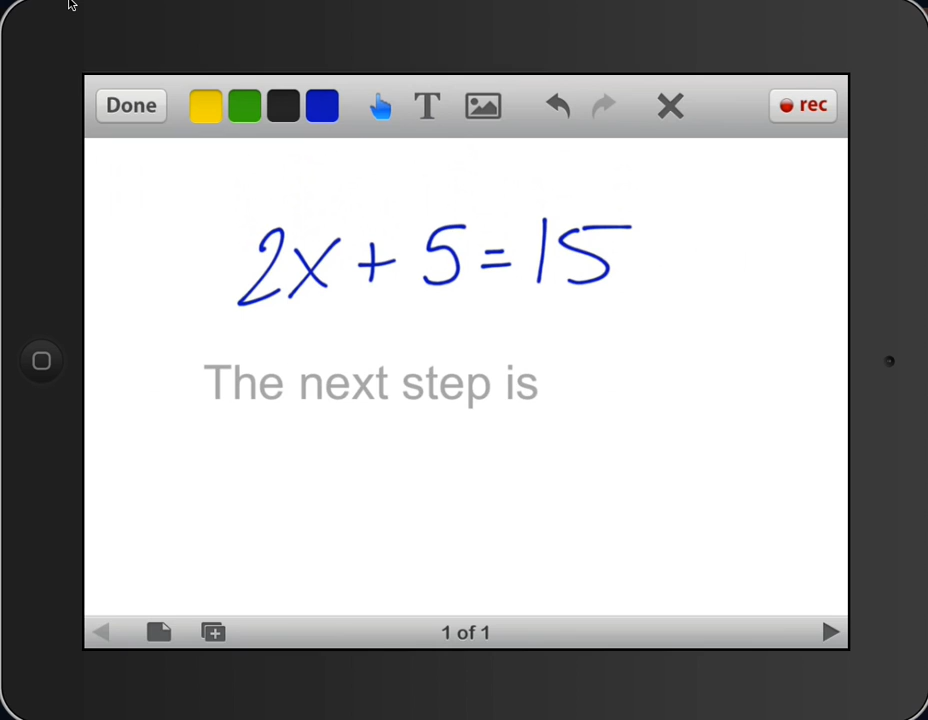 Done T rec
2x + 5 = 15
The next step is
1 of 1